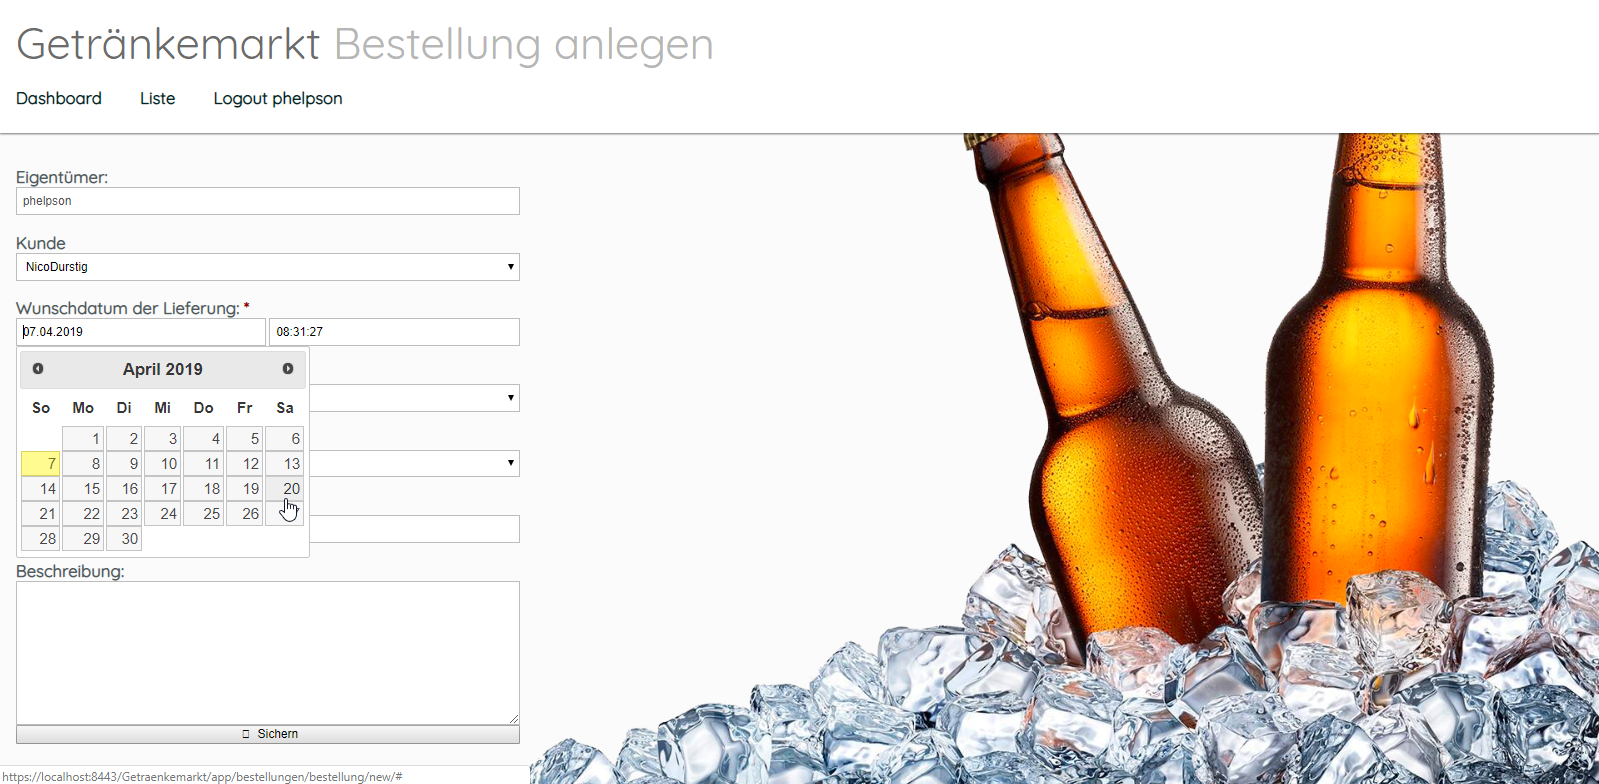 Getränkemarkt Bestellung anlegen
Dashboard Liste Logout phelpson
Eigentümer:
phelpson
Kunde
NicoDurstig
Wunschdatum der Lieferung: *
07.04.2019 08:31:27
April 2019
So Mo Di Mi Do Fr Sa
1 2 3 4 5 6
7 8 9 10 11 12 13
14 15 16 17 18 19 20
21 22 23 24 25 26
28 29 30
Beschreibung:
Sichern
https://localhost:8443/Getraenkemarkt/app/bestellungen/bestellung/new/#